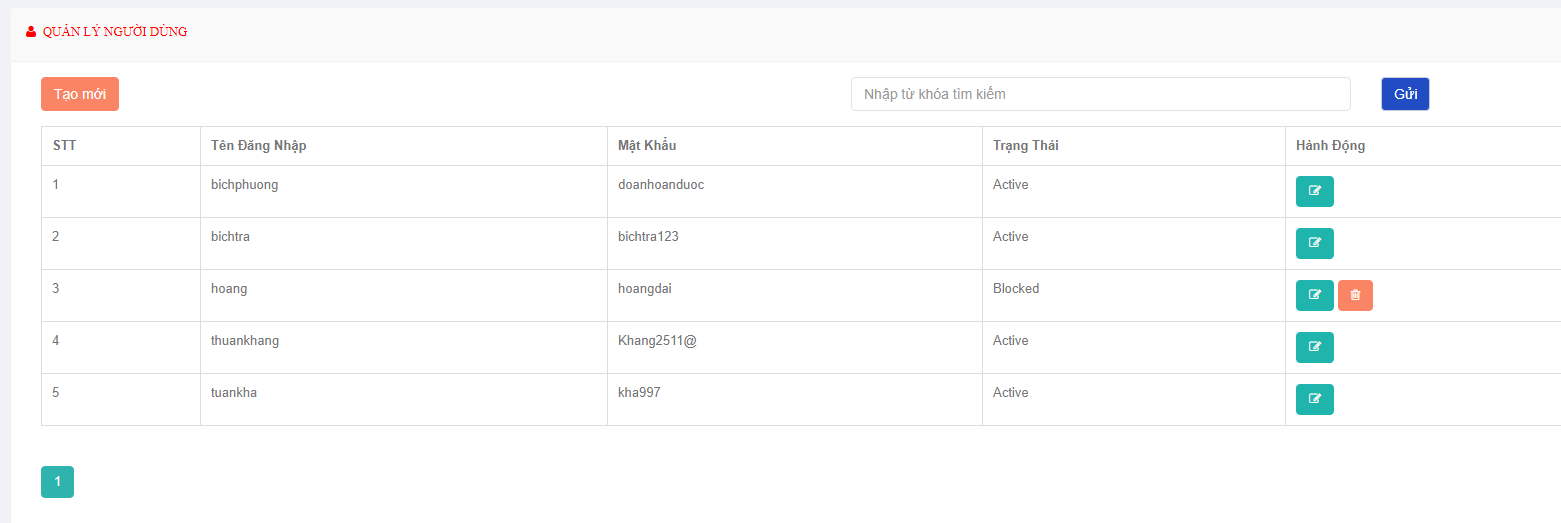 QUẢN LÝ NGƯỜI DÙNG
Tạo mới
Nhập từ khóa tìm kiếm
Gửi
STT Tên Đăng Nhập Mật Khẩu Trạng Thái Hành Động
1 bichphuong doanhoanduoc Active
2 bichtra bichtra123 Active
3 hoang hoangdai Blocked
4 thuankhang Khang2511@ Active
5 tuankha kha997 Active
1